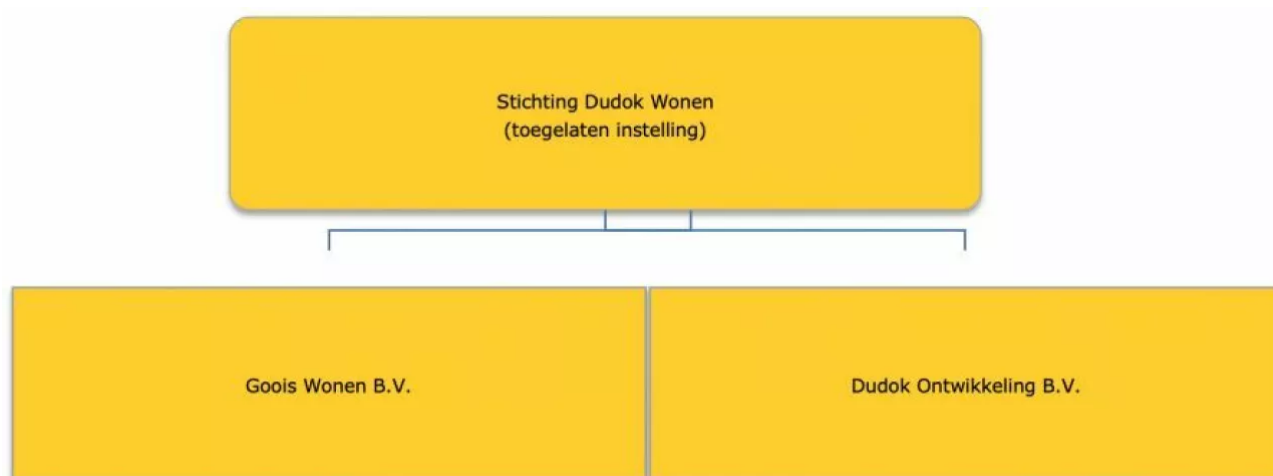 Stichting Dudok Wonen
(toegelaten instelling)
Goois Wonen B.V.
Dudok Ontwikkeling B.V.